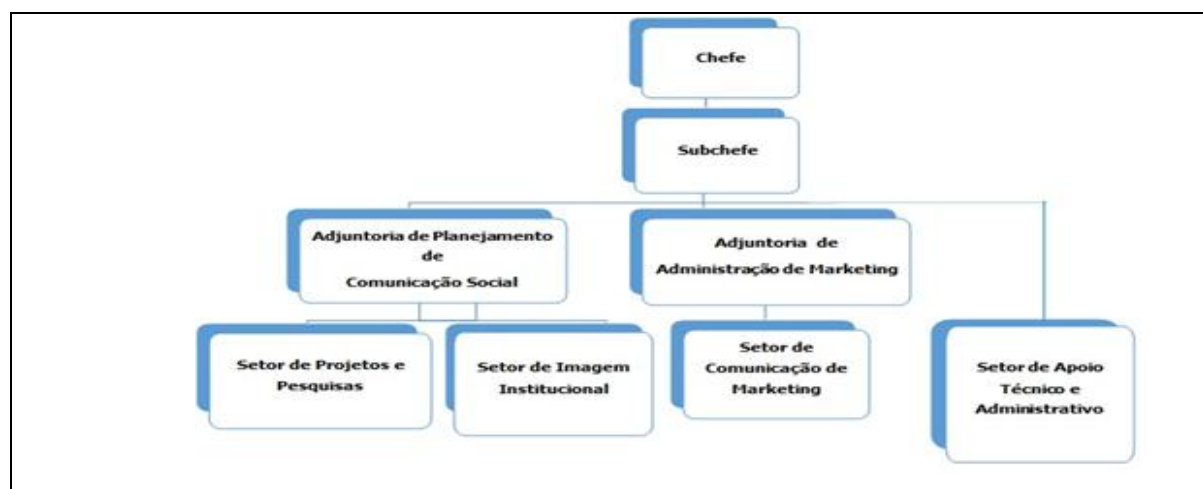 Chefe
Subchefe
Adjuntoria de Planejamento
de
Comunicação Social
Adjuntoria de
Administração de Marketing
Setor de Projetos e
Pesquisas
Setor de Imagem
Institucional
Setor de
Comunicação de
Marketing
Setor de Apoio
Técnico e
Administrativo